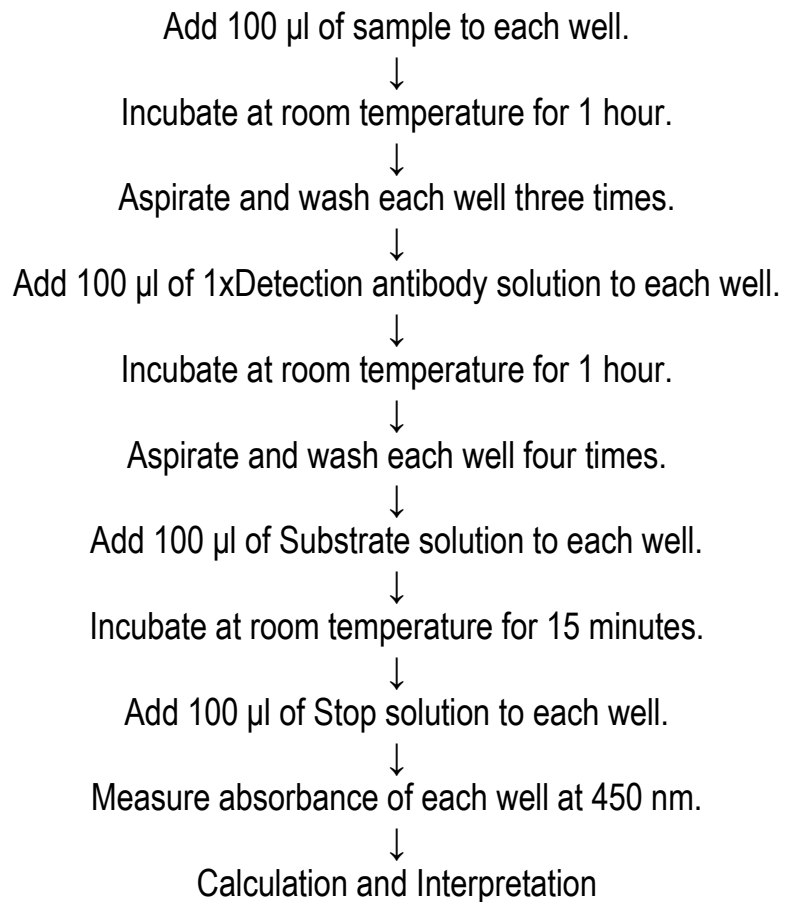 Add 100 µl of sample to each well.
↓
Incubate at room temperature for 1 hour.
↓
Aspirate and wash each well three times.
↓
Add 100 µl of 1xDetection antibody solution to each well.
↓
Incubate at room temperature for 1 hour.
↓
Aspirate and wash each well four times.
↓
Add 100 µl of Substrate solution to each well.
↓
Incubate at room temperature for 15 minutes.
↓
Add 100 µl of Stop solution to each well.
↓
Measure absorbance of each well at 450 nm.
↓
Calculation and Interpretation